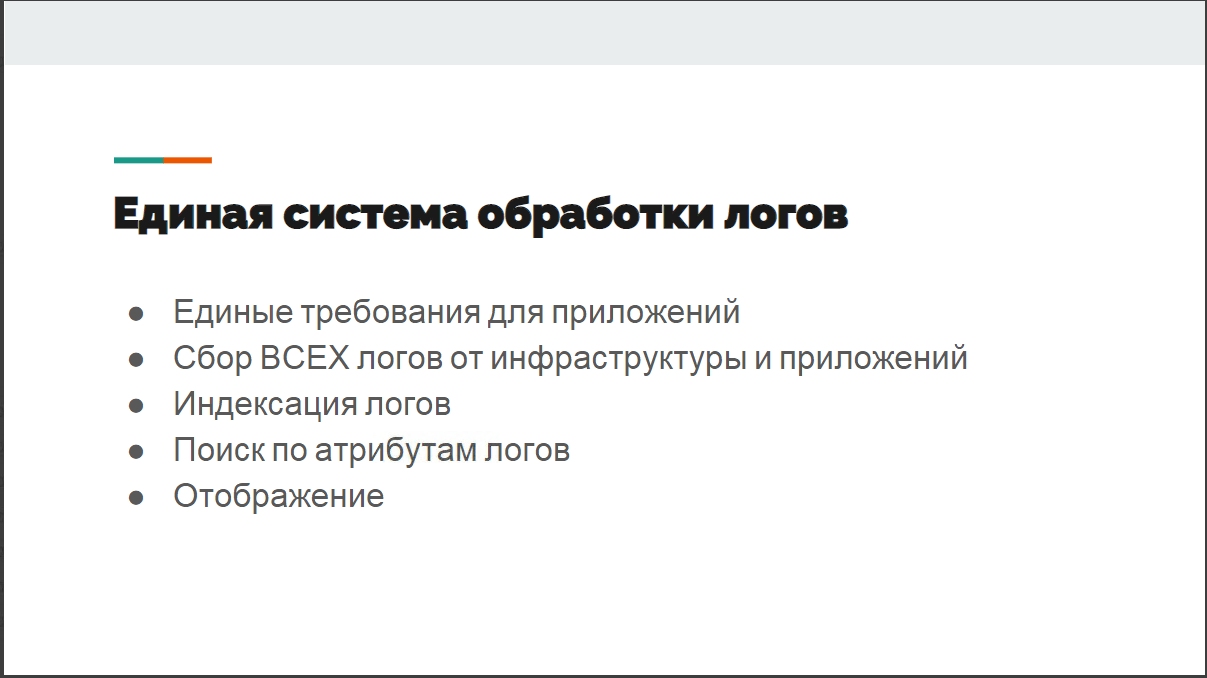 Единая система обработки логов
● Единые требования для приложений
● Сбор ВСЕХ логов от инфраструктуры и приложений
● Индексация логов
● Поиск по атрибутам логов
● Отображение